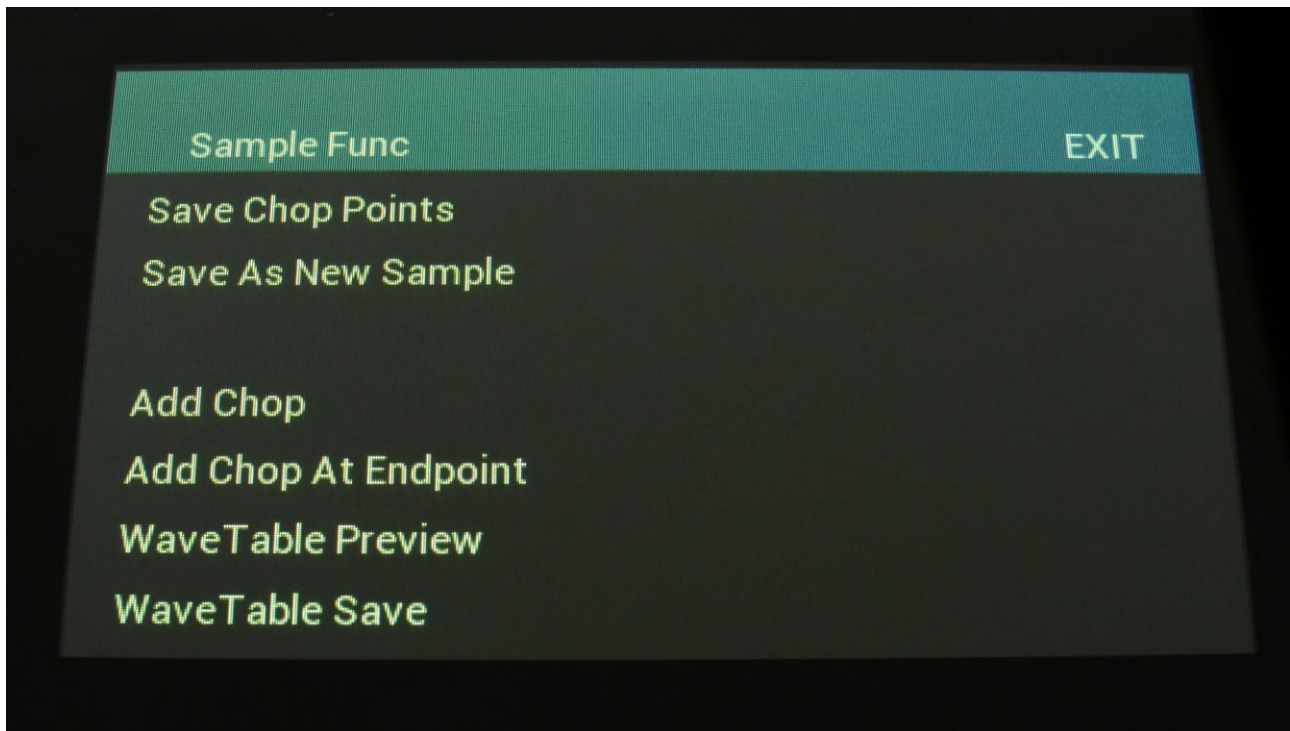 Sample Func EXIT
Save Chop Points
Save As New Sample
Add Chop
Add Chop At Endpoint
WaveTable Preview
WaveTable Save